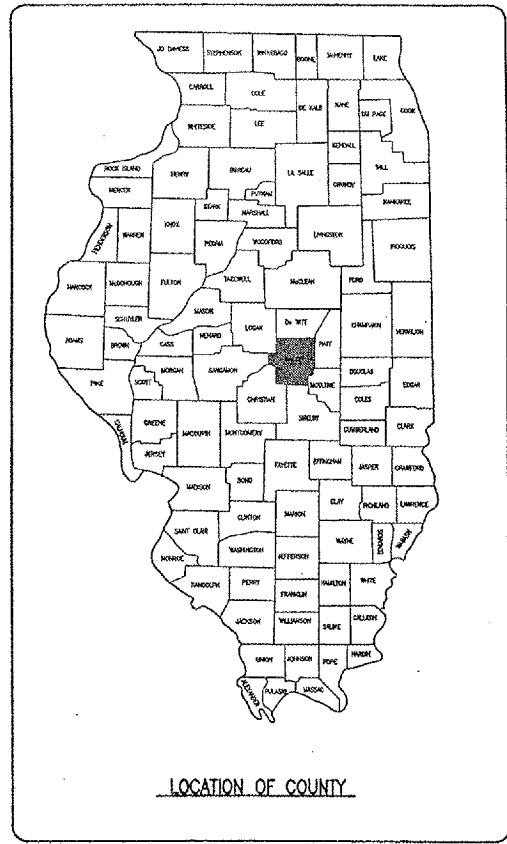 JO DAVIESS
STEPHENSON
WINNEBAGO
BOONE
McHENRY
LAKE
CARROLL
OGLE
DE KALB
KANE
DU PAGE
COOK
WHITESIDE
LEE
KENDALL
WILL
ROCK ISLAND
HENRY
BUREAU
LA SALLE
GRUNDY
MERCER
PUTNAM
KANKAKEE
STARK
MARSHALL
HENDERSON
WARREN
KNOX
PEORIA
WOODFORD
LIVINGSTON
IROQUOIS
HANCOCK
McDONOUGH
FULTON
TAZEWELL
McCLEAN
FORD
SCHUYLER
MASON
LOGAN
De WITT
CHAMPAIGN
VERMILION
ADAMS
BROWN
CASS
MENARD
PIATT
PIKE
SCOTT
MORGAN
SANGAMON
MOULTRIE
DOUGLAS
COLES
EDGAR
CHRISTIAN
SHELBY
CALHOUN
GREENE
MACOUPIN
MONTGOMERY
CUMBERLAND
CLARK
JERSEY
FAYETTE
EFFINGHAM
JASPER
CRAWFORD
MADISON
BOND
CLAY
RICHLAND
LAWRENCE
CLINTON
MARION
SAINT CLAIR
WAYNE
EDWARDS
WABASH
MONROE
WASHINGTON
JEFFERSON
RANDOLPH
PERRY
HAMILTON
WHITE
FRANKLIN
JACKSON
WILLIAMSON
SALINE
GALLATIN
UNION
JOHNSON
POPE
HARDIN
ALEXANDER
PULASKI
MASSAC
LOCATION OF COUNTY